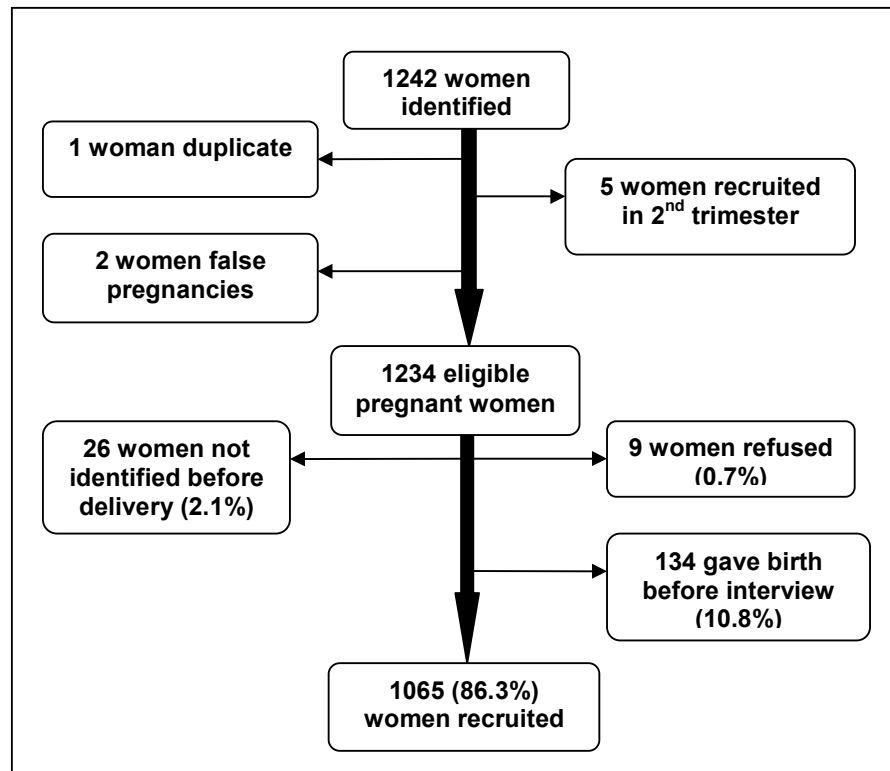 1242 women
identified
1 woman duplicate
5 women recruited
in 2nd trimester
2 women false
pregnancies
1234 eligible
pregnant women
26 women not
identified before
delivery (2.1%)
9 women refused
(0.7%)
134 gave birth
before interview
(10.8%)
1065 (86.3%)
women recruited